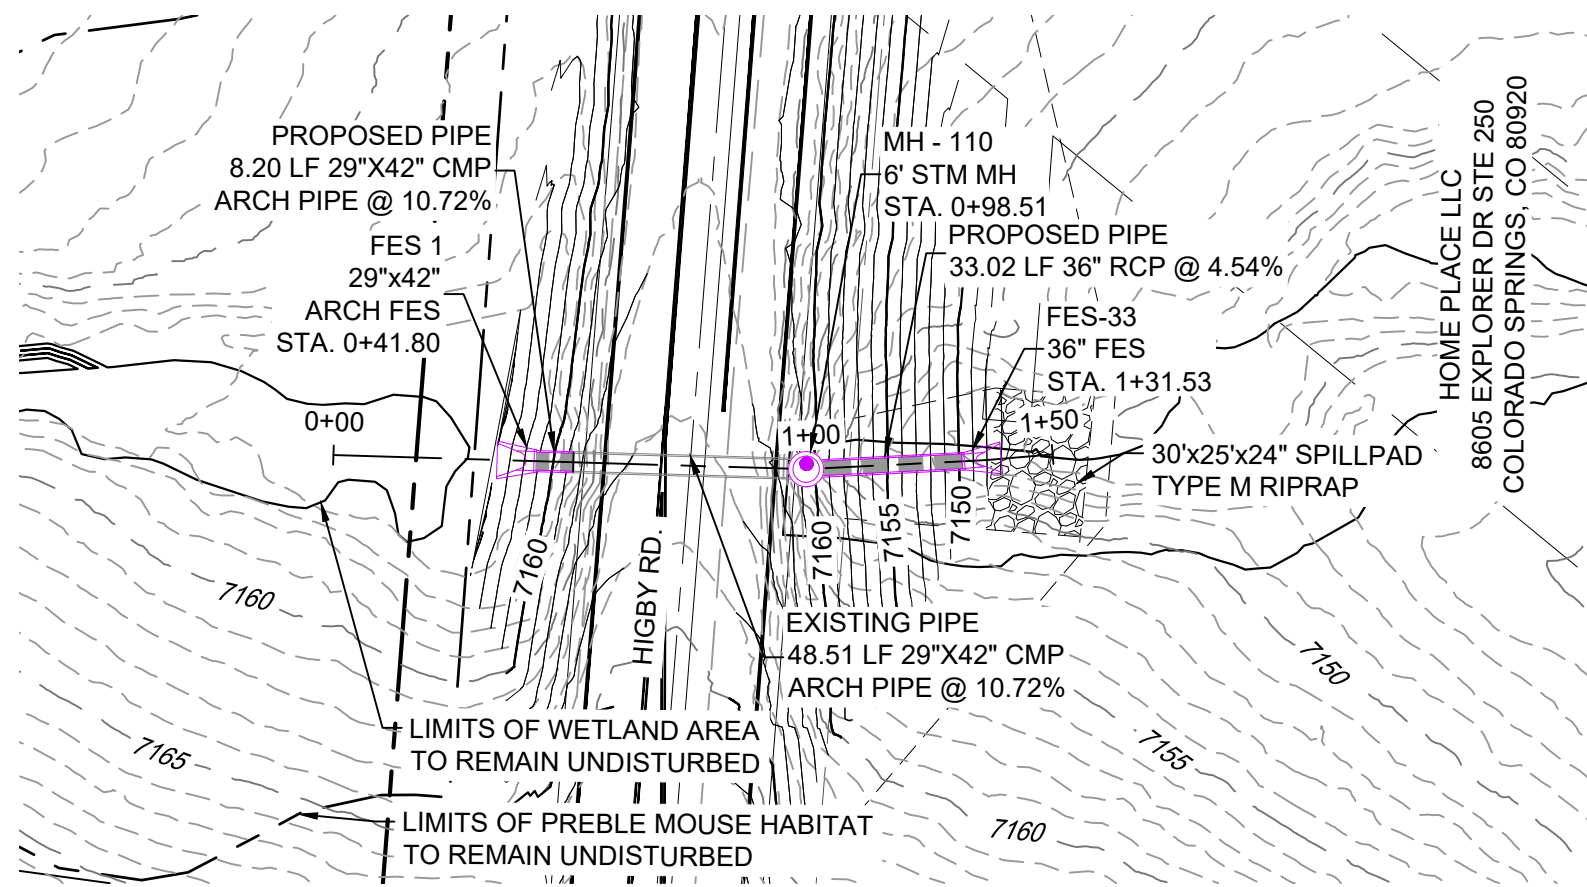 PROPOSED PIPE
8.20 LF 29"X42" CMP
ARCH PIPE @ 10.72%
FES 1
29"x42"
ARCH FES
STA. 0+41.80
MH - 110
6' STM MH
STA. 0+98.51
PROPOSED PIPE
33.02 LF 36" RCP @ 4.54%
FES-33
36" FES
STA. 1+31.53
HOME PLACE LLC
8605 EXPLORER DR STE 250
COLORADO SPRINGS, CO 80920
0+00
1+00
1+50
30'x25'x24" SPILLPAD
TYPE M RIPRAP
7160
HIGBY RD.
7160
7155
7150
7160
EXISTING PIPE
48.51 LF 29"X42" CMP
ARCH PIPE @ 10.72%
7150
7155
7165
LIMITS OF WETLAND AREA
TO REMAIN UNDISTURBED
LIMITS OF PREBLE MOUSE HABITAT
TO REMAIN UNDISTURBED
7160